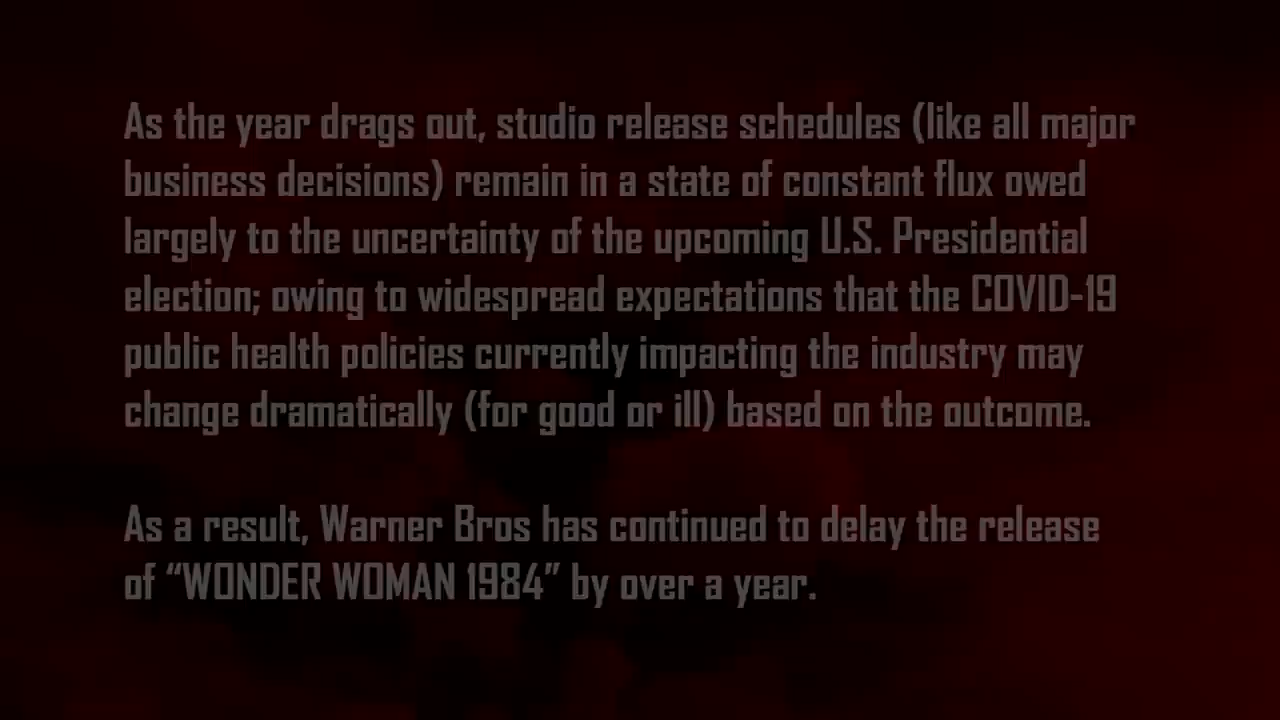 As the year drags out, studio release schedules (like all major
business decisions) remain in a state of constant flux owed
largely to the uncertainty of the upcoming U.S. Presidential
election; owing to widespread expectations that the COVID-19
public health policies currently impacting the industry may
change dramatically (for good or ill) based on the outcome.
As a result, Warner Bros has continued to delay the release
of “WONDER WOMAN 1984” by over a year.